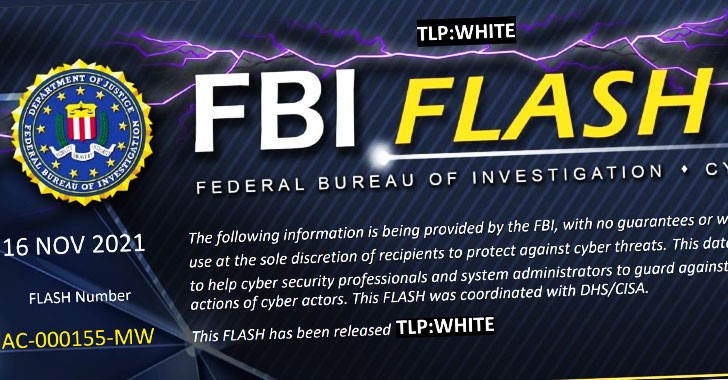 TLP:WHITE
DEPARTMENT OF JUSTICE
FEDERAL BUREAU OF INVESTIGATION
FBI FLASH
FEDERAL BUREAU OF INVESTIGATION ♦ CY
16 NOV 2021
FLASH Number
AC-000155-MW
The following information is being provided by the FBI, with no guarantees or w
use at the sole discretion of recipients to protect against cyber threats. This dat
to help cyber security professionals and system administrators to guard against
actions of cyber actors. This FLASH was coordinated with DHS/CISA.
This FLASH has been released TLP:WHITE